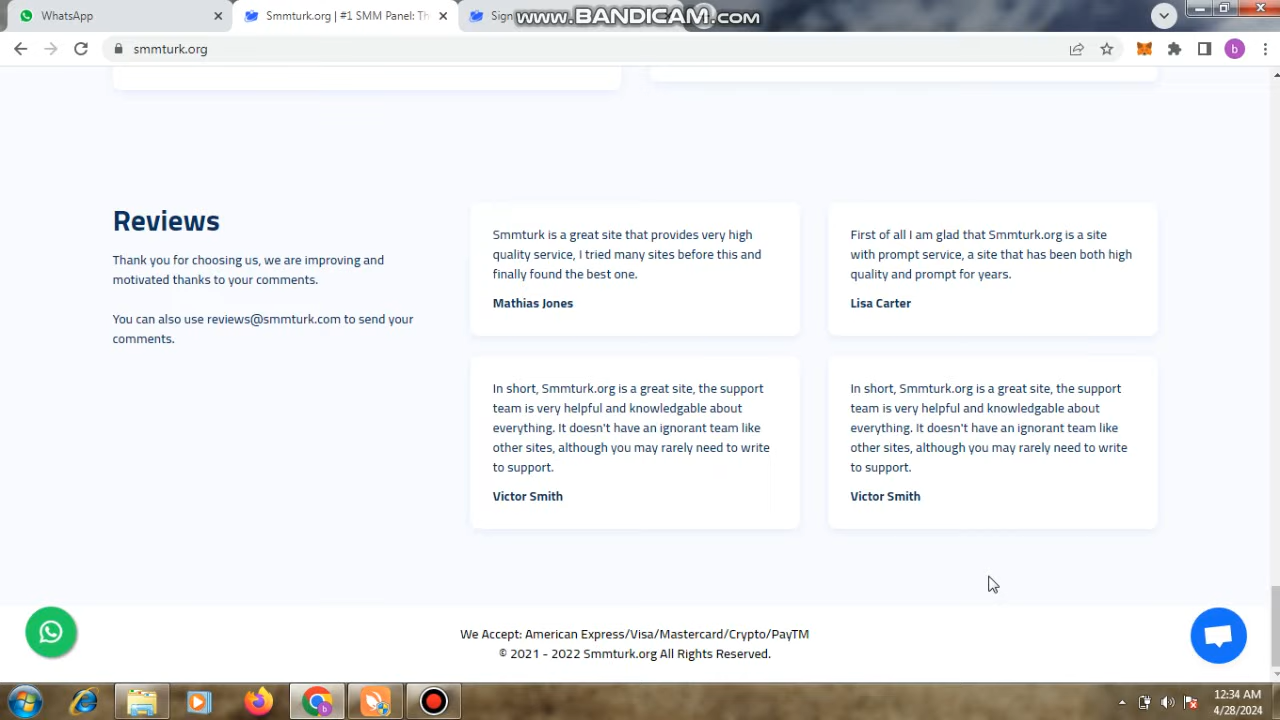 WhatsApp
Smmturk.org | #1 SMM Panel: Th
Sign
www.BANDICAM.com
smmturk.org
b
Reviews
Thank you for choosing us, we are improving and
motivated thanks to your comments.
You can also use reviews@smmturk.com to send your
comments.
Smmturk is a great site that provides very high
quality service, I tried many sites before this and
finally found the best one.
Mathias Jones
First of all I am glad that Smmturk.org is a site
with prompt service, a site that has been both high
quality and prompt for years.
Lisa Carter
In short, Smmturk.org is a great site, the support
team is very helpful and knowledgable about
everything. It doesn't have an ignorant team like
other sites, although you may rarely need to write
to support.
Victor Smith
In short, Smmturk.org is a great site, the support
team is very helpful and knowledgable about
everything. It doesn't have an ignorant team like
other sites, although you may rarely need to write
to support.
Victor Smith
We Accept: American Express/Visa/Mastercard/Crypto/PayTM
© 2021 - 2022 Smmturk.org All Rights Reserved.
12:34 AM
4/28/2024